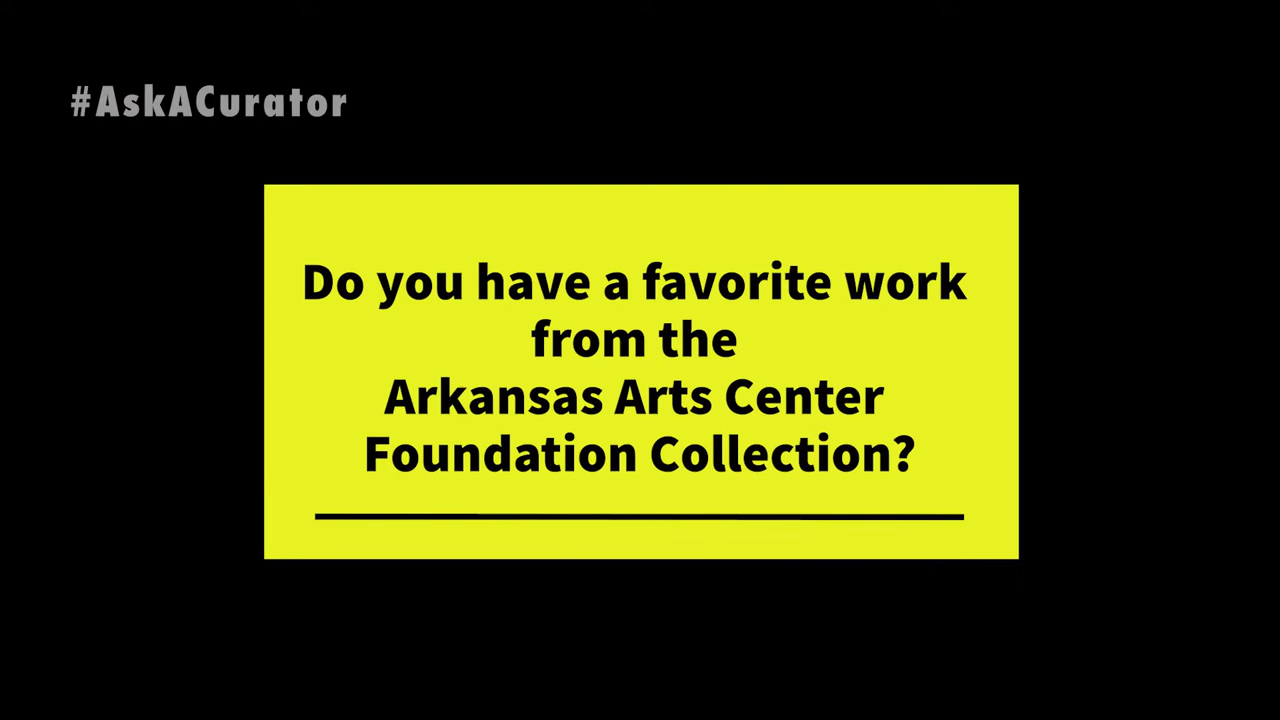 #AskACurator
Do you have a favorite work
from the
Arkansas Arts Center
Foundation Collection?